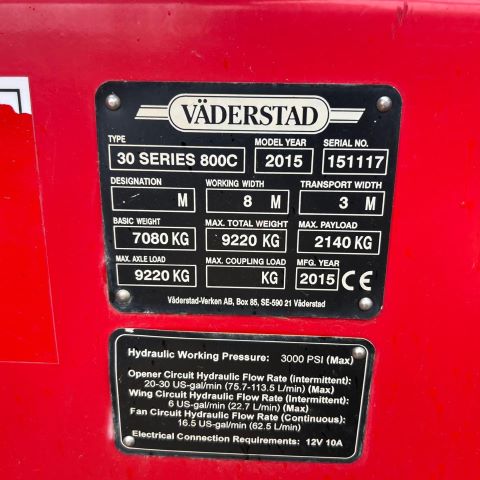 VÄDERSTAD
TYPE MODEL YEAR SERIAL NO.
30 SERIES 800C 2015 151117
DESIGNATION WORKING WIDTH TRANSPORT WIDTH
M 8 M 3 M
BASIC WEIGHT MAX. TOTAL WEIGHT MAX. PAYLOAD
7080 KG 9220 KG 2140 KG
MAX. AXLE LOAD MAX. COUPLING LOAD MFG. YEAR
9220 KG KG 2015 CE
Väderstad-Verken AB, Box 85, SE-590 21 Väderstad
Hydraulic Working Pressure: 3000 PSI (Max)
Opener Circuit Hydraulic Flow Rate (intermittent):
20-30 US-gal/min (75.7-113.5 L/min) (Max)
Wing Circuit Hydraulic Flow Rate (Intermittent):
6 US-gal/min (22.7 L/min) (Max)
Fan Circuit Hydraulic Flow Rate (Continuous):
16.5 US-gal/min (62.5 L/min)
Electrical Connection Requirements: 12V 10A